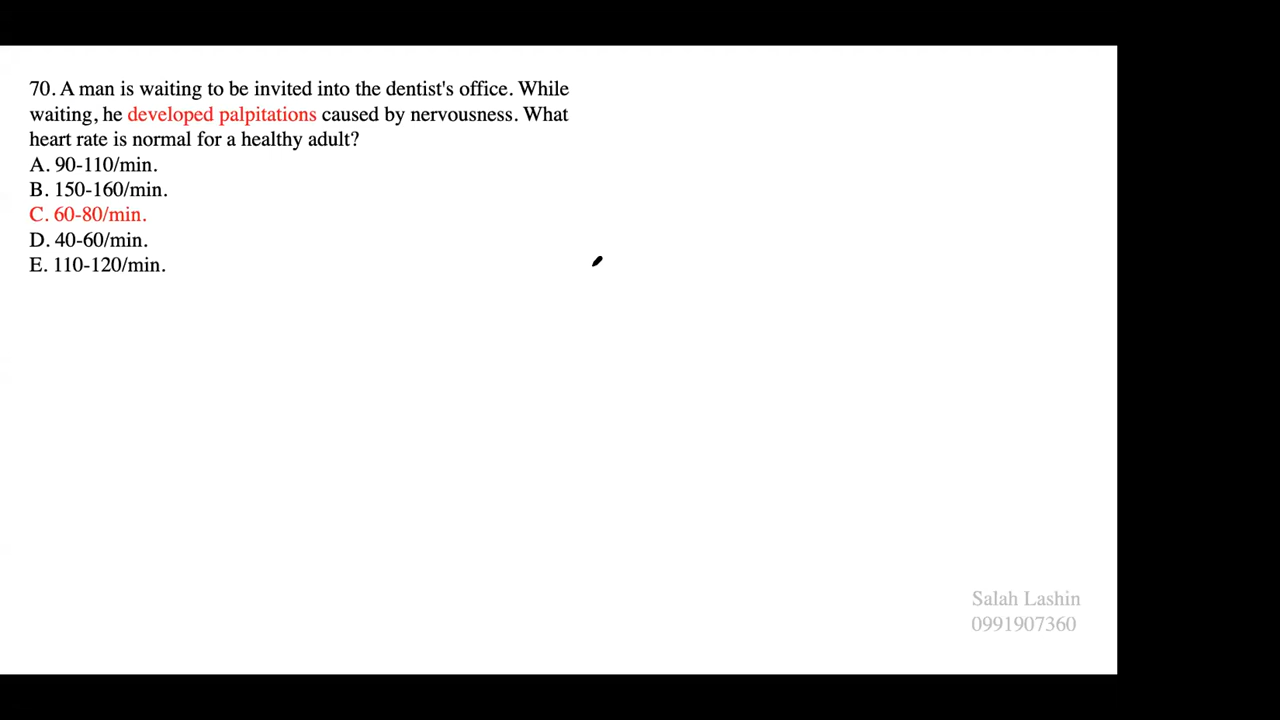 70. A man is waiting to be invited into the dentist's office. While
waiting, he developed palpitations caused by nervousness. What
heart rate is normal for a healthy adult?
A. 90-110/min.
B. 150-160/min.
C. 60-80/min.
D. 40-60/min.
E. 110-120/min.
Salah Lashin
0991907360